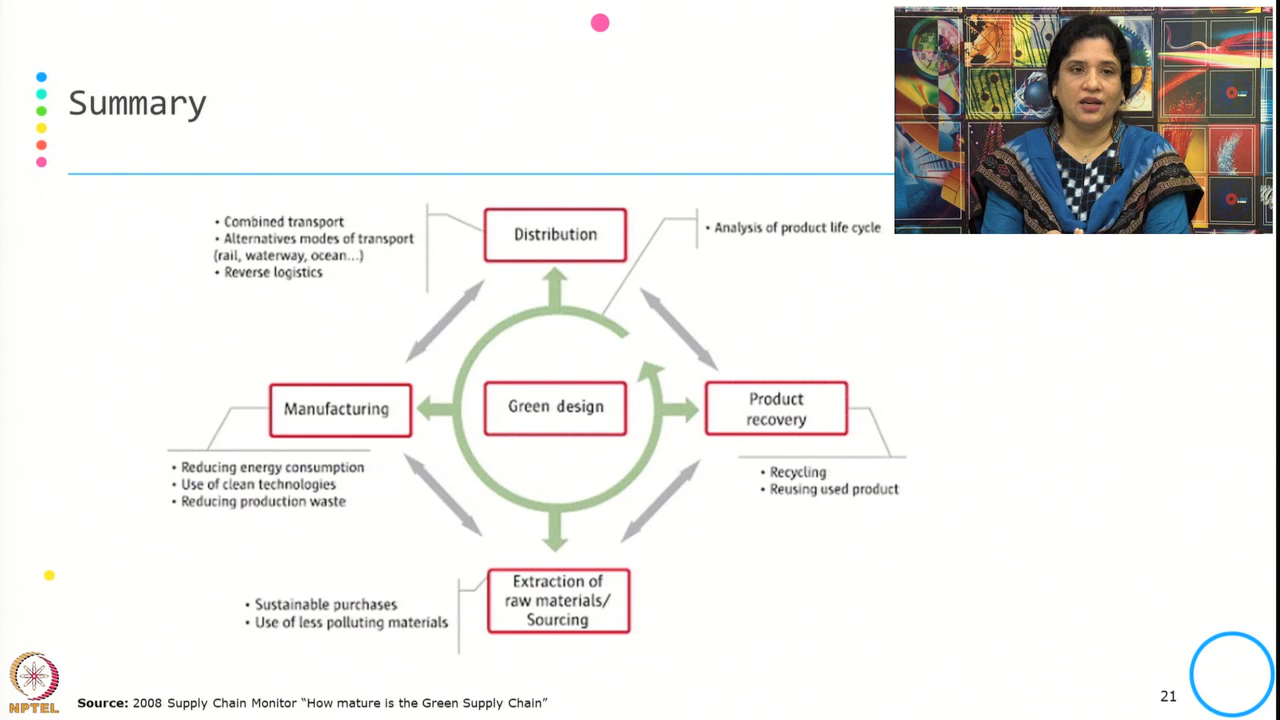 Summary
• Combined transport
• Alternatives modes of transport
(rail, waterway, ocean...)
• Reverse logistics
Distribution
• Analysis of product life cycle
Manufacturing
Green design
Product
recovery
• Reducing energy consumption
• Use of clean technologies
• Reducing production waste
• Recycling
• Reusing used product
• Sustainable purchases
• Use of less polluting materials
Extraction of
raw materials/
Sourcing
NPTEL
Source: 2008 Supply Chain Monitor “How mature is the Green Supply Chain”
21